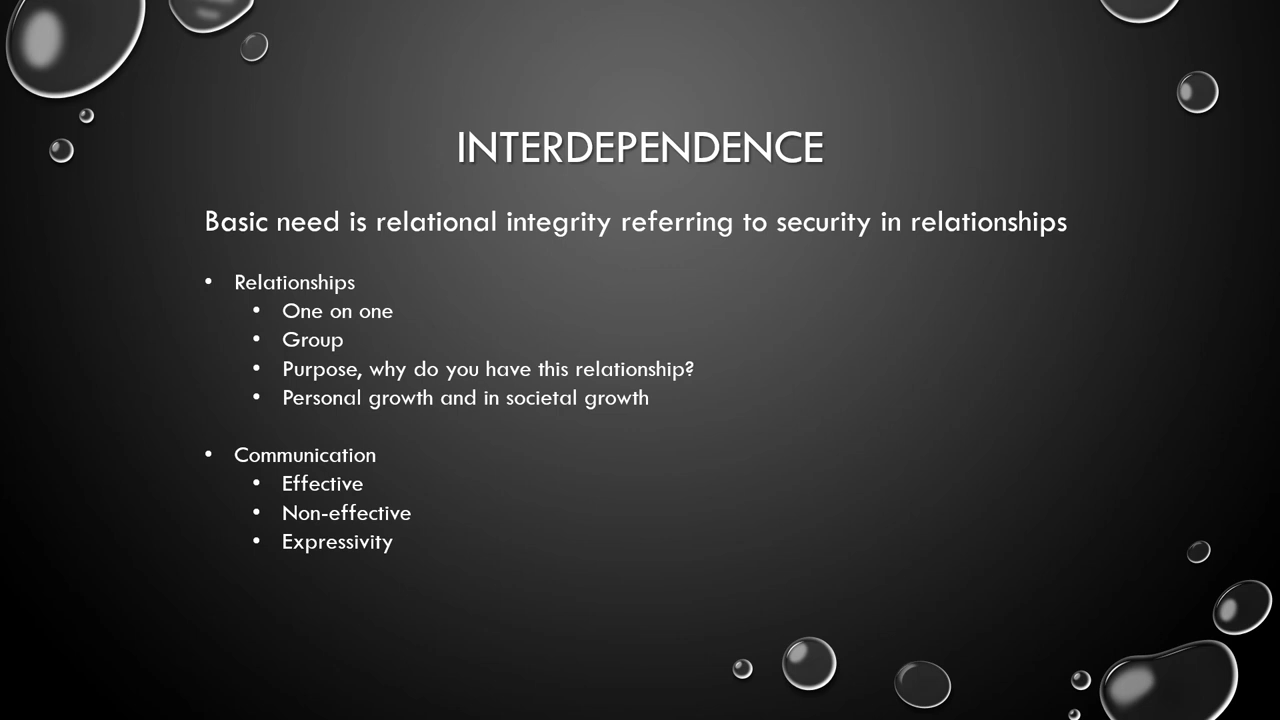 INTERDEPENDENCE
Basic need is relational integrity referring to security in relationships
• Relationships
• One on one
• Group
• Purpose, why do you have this relationship?
• Personal growth and in societal growth
• Communication
• Effective
• Non-effective
• Expressivity